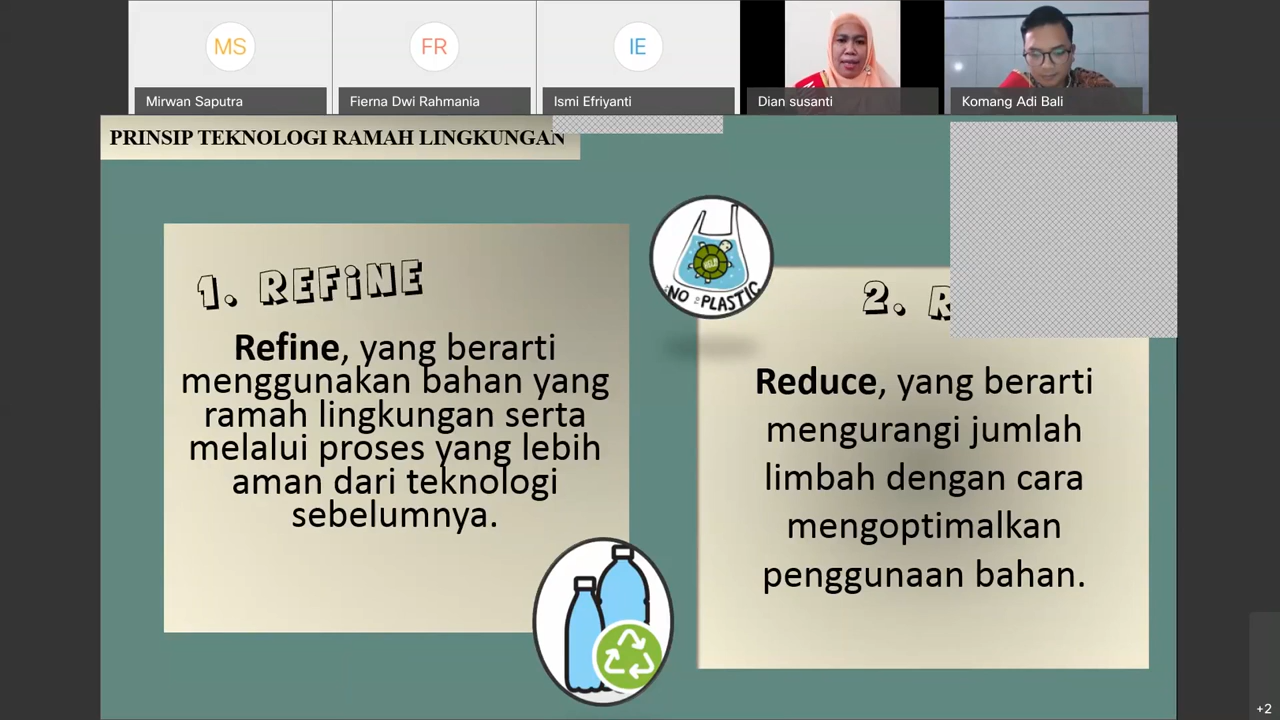 MS
FR
IE
Mirwan Saputra
Fierna Dwi Rahmania
Ismi Efriyanti
Dian susanti
Komang Adi Bali
PRINSIP TEKNOLOGI RAMAH LINGKUNGAN
1. REFiNE
Refine, yang berarti
menggunakan bahan yang
ramah lingkungan serta
melalui proses yang lebih
aman dari teknologi
sebelumnya.
NO PLASTIC
2.
Reduce, yang berarti
mengurangi jumlah
limbah dengan cara
mengoptimalkan
penggunaan bahan.
+2